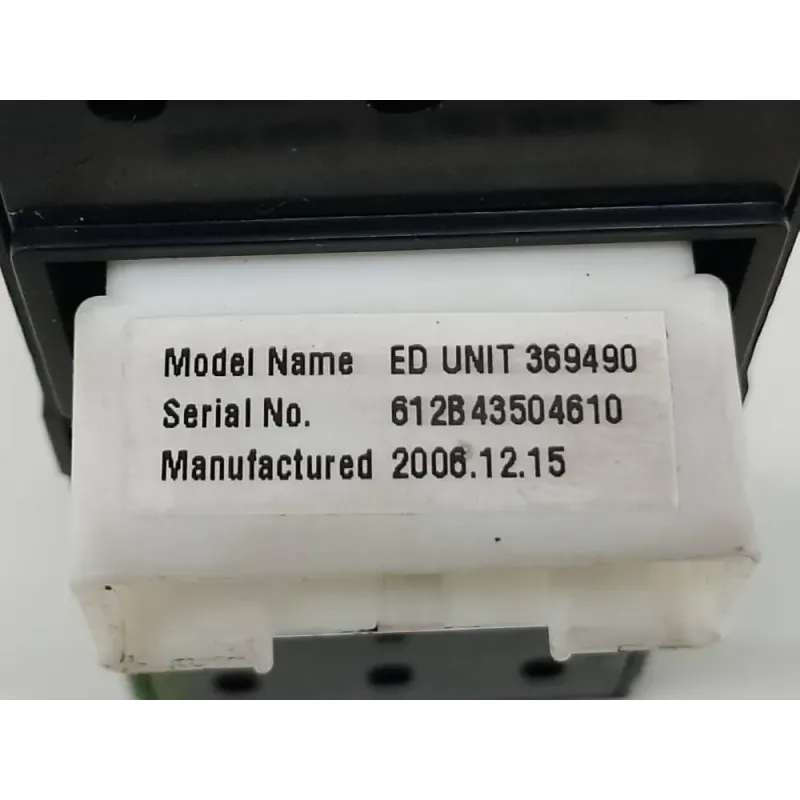 Model Name ED UNIT 369490
Serial No. 612B43504610
Manufactured 2006.12.15